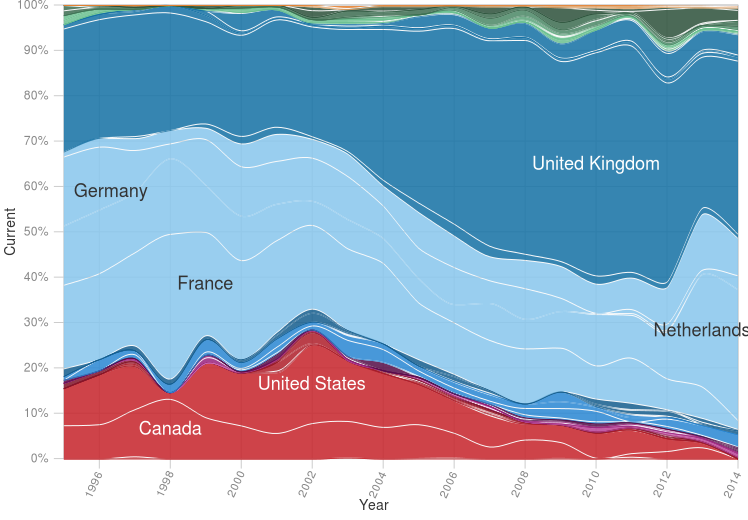 100%
90%
80%
70%
60%
50%
40%
30%
20%
10%
0%
Current
United Kingdom
Germany
France
Netherlands
United States
Canada
1996
1998
2000
2002
2004
2006
2008
2010
2012
2014
Year